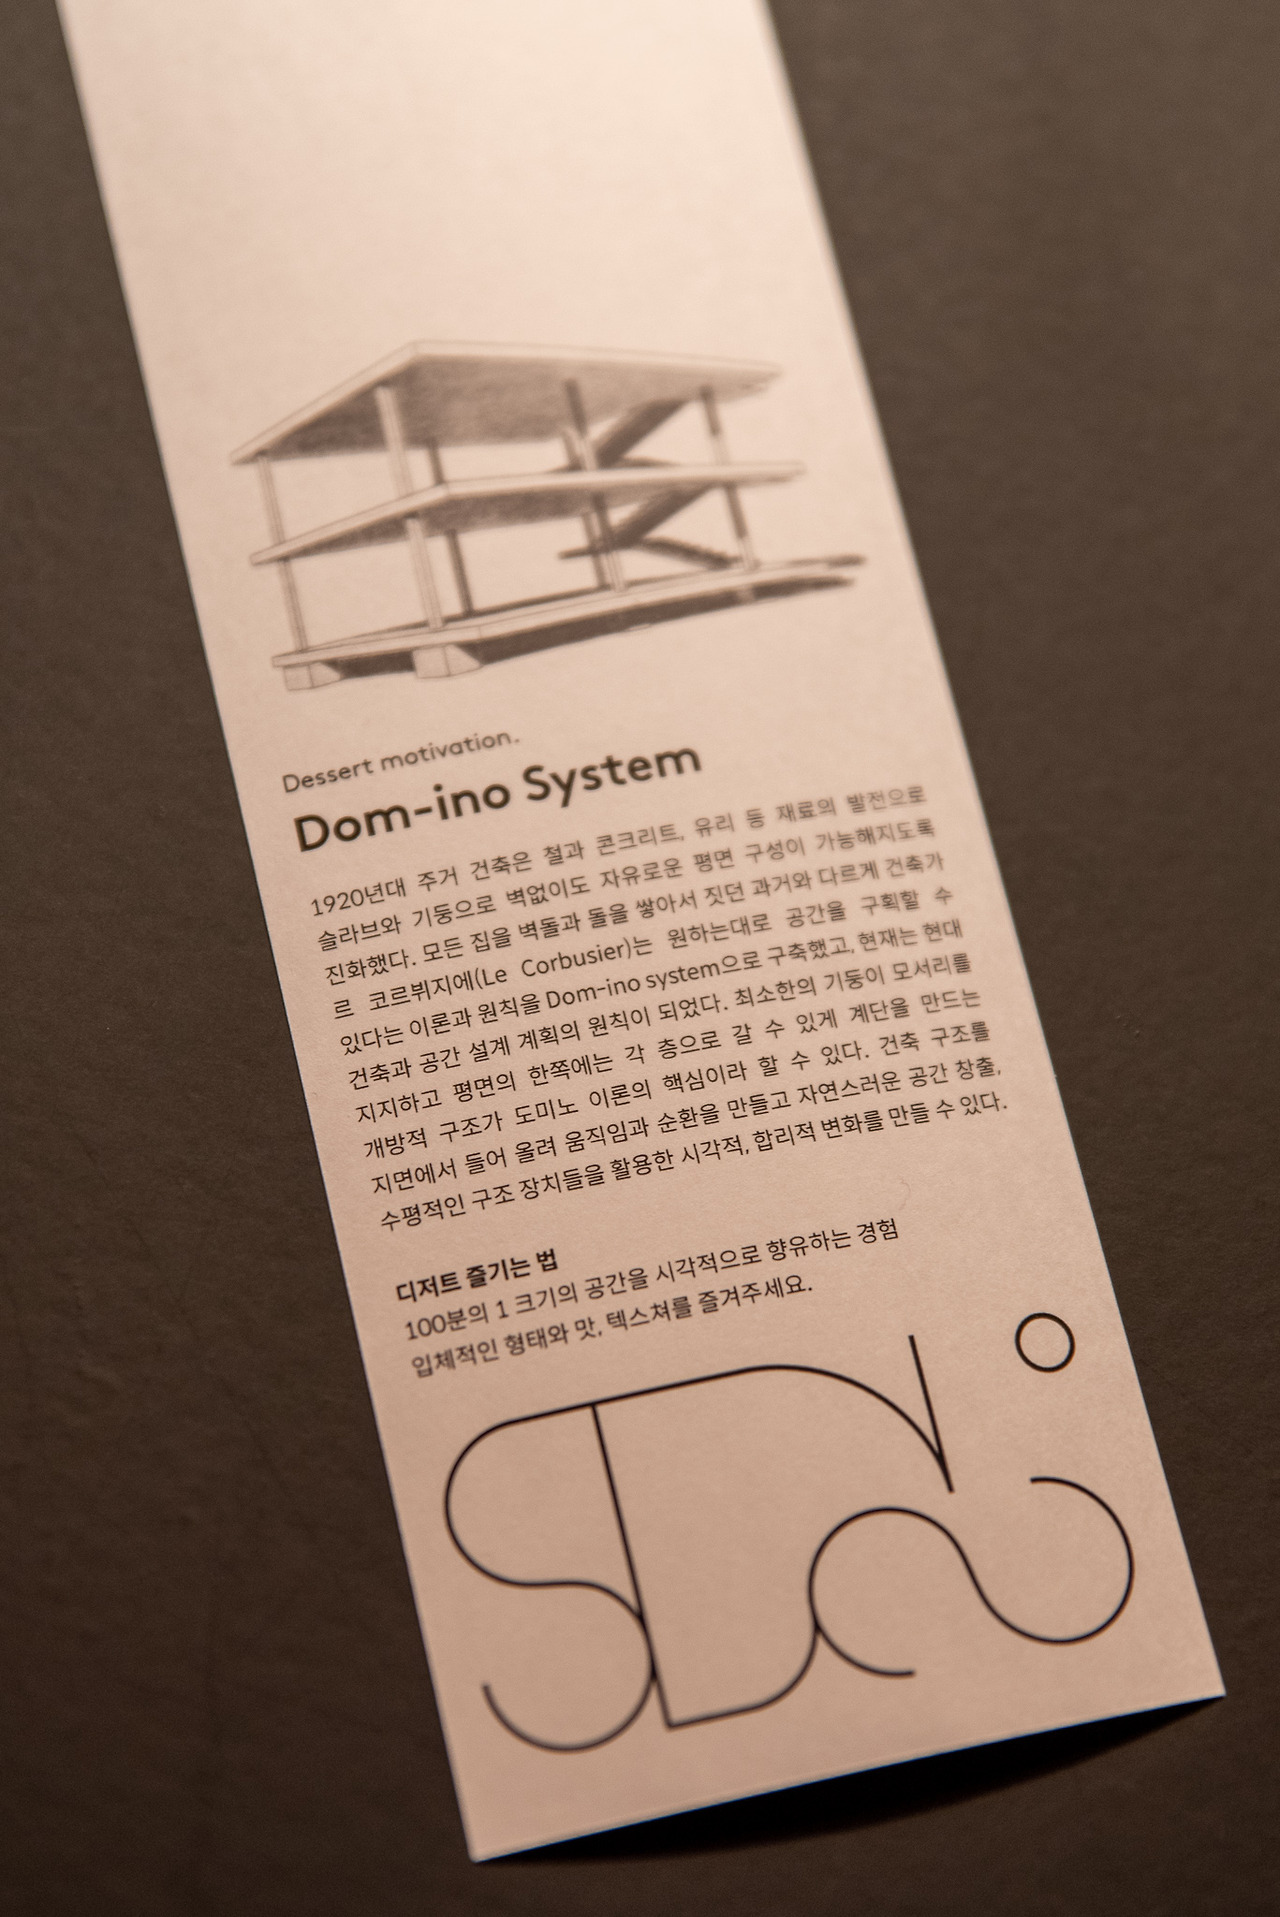 Dessert motivation.
Dom-ino System
1920년대 주거 건축은 철과 콘크리트, 유리 등 재료의 발전으로
슬라브와 기둥으로 벽없이도 자유로운 평면 구성이 가능해지도록
진화했다. 모든 집을 벽돌과 돌을 쌓아서 짓던 과거와 다르게 건축가
르 코르뷔지에(Le Corbusier)는 원하는대로 공간을 구획할 수
있다는 이론과 원칙을 Dom-ino system으로 구축했고, 현재는 현대
건축과 공간 설계 계획의 원칙이 되었다. 최소한의 기둥이 모서리를
지지하고 평면의 한쪽에는 각 층으로 갈 수 있게 계단을 만드는
개방적 구조가 도미노 이론의 핵심이라 할 수 있다. 건축 구조를
지면에서 들어 올려 움직임과 순환을 만들고 자연스러운 공간 창출,
수평적인 구조 장치들을 활용한 시각적, 합리적 변화를 만들 수 있다.
디저트 즐기는 법
100분의 1 크기의 공간을 시각적으로 향유하는 경험
입체적인 형태와 맛, 텍스쳐를 즐겨주세요.